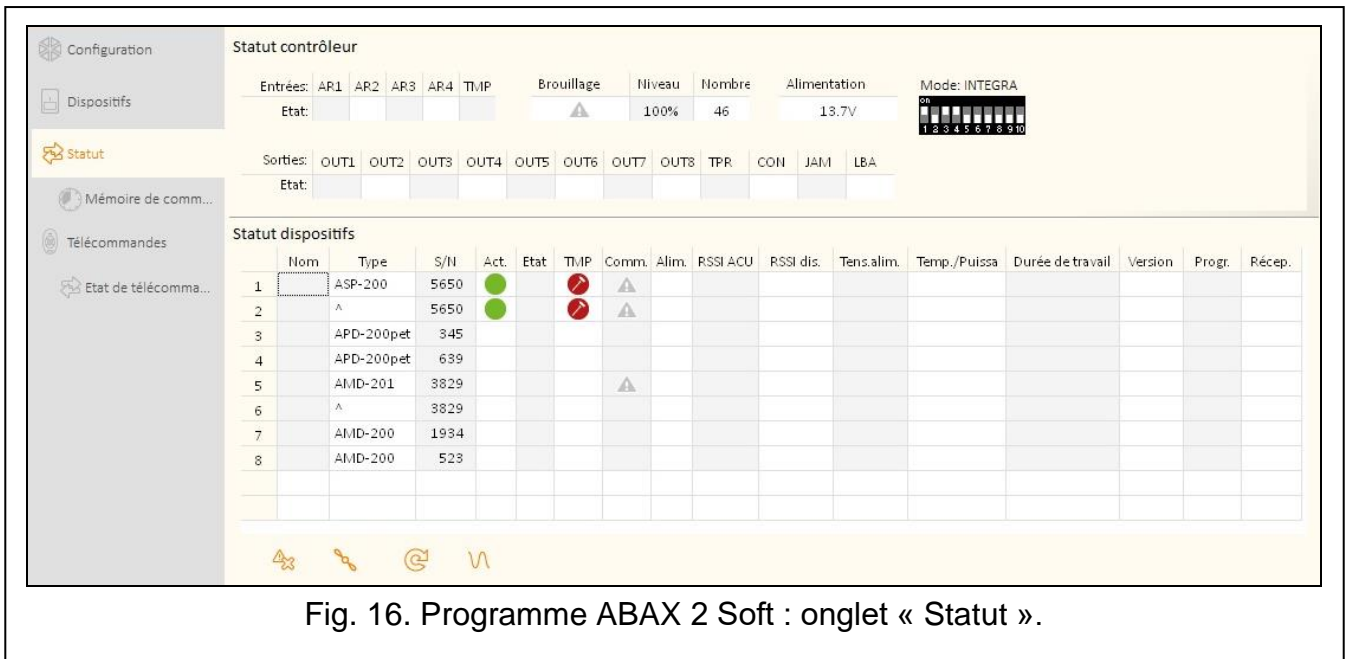 Configuration
Dispositifs
Statut
Mémoire de comm...
Télécommandes
Etat de télécomma...
Statut contrôleur
Entrées: AR1 AR2 AR3 AR4 TMP Brouillage Niveau Nombre Alimentation Mode: INTEGRA
Etat: 100% 46 13.7V
on
1 2 3 4 5 6 7 8 9 10
Sorties: OUT1 OUT2 OUT3 OUT4 OUT5 OUT6 OUT7 OUT8 TPR CON JAM LBA
Etat:
Statut dispositifs
Nom Type S/N Act. Etat TMP Comm. Alim. RSSI ACU RSSI dis. Tens.alim. Temp./Puissa Durée de travail Version Progr. Récep.
1 ASP-200 5650
2 ^ 5650
3 APD-200pet 345
4 APD-200pet 639
5 AMD-201 3829
6 ^ 3829
7 AMD-200 1934
8 AMD-200 523
Fig. 16. Programme ABAX 2 Soft : onglet « Statut ».